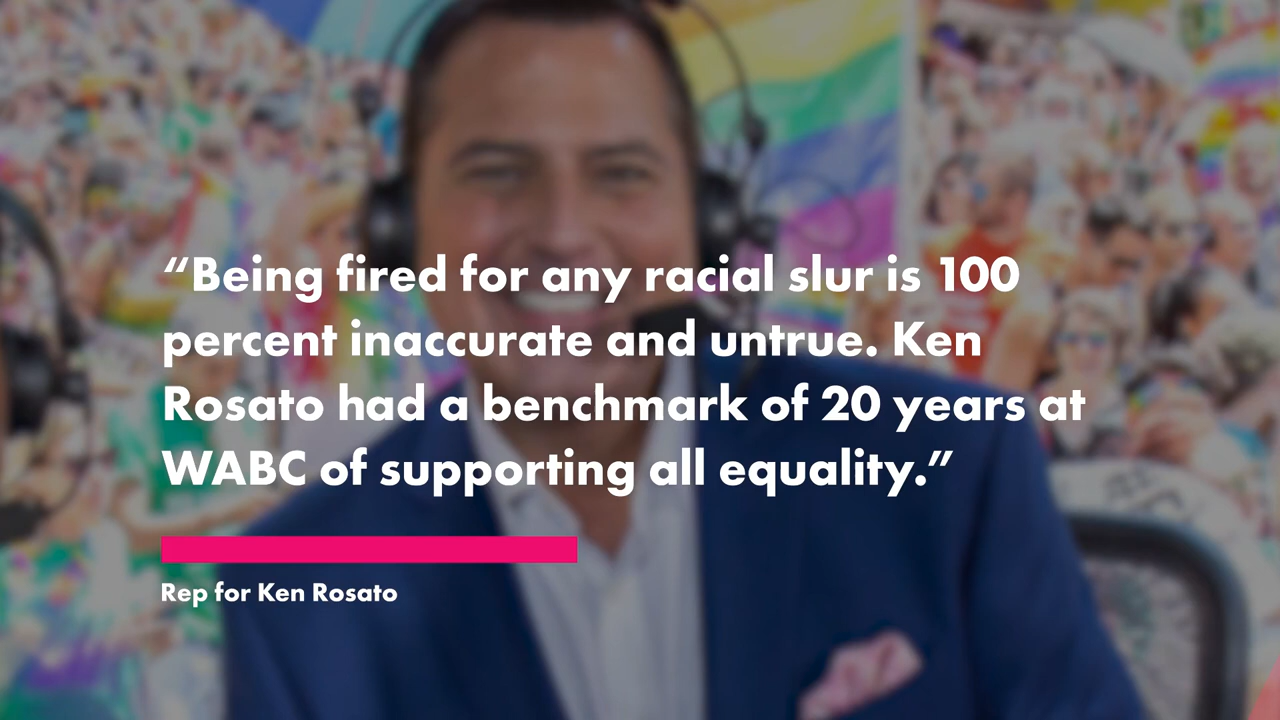 “Being fired for any racial slur is 100
percent inaccurate and untrue. Ken
Rosato had a benchmark of 20 years at
WABC of supporting all equality.”
Rep for Ken Rosato